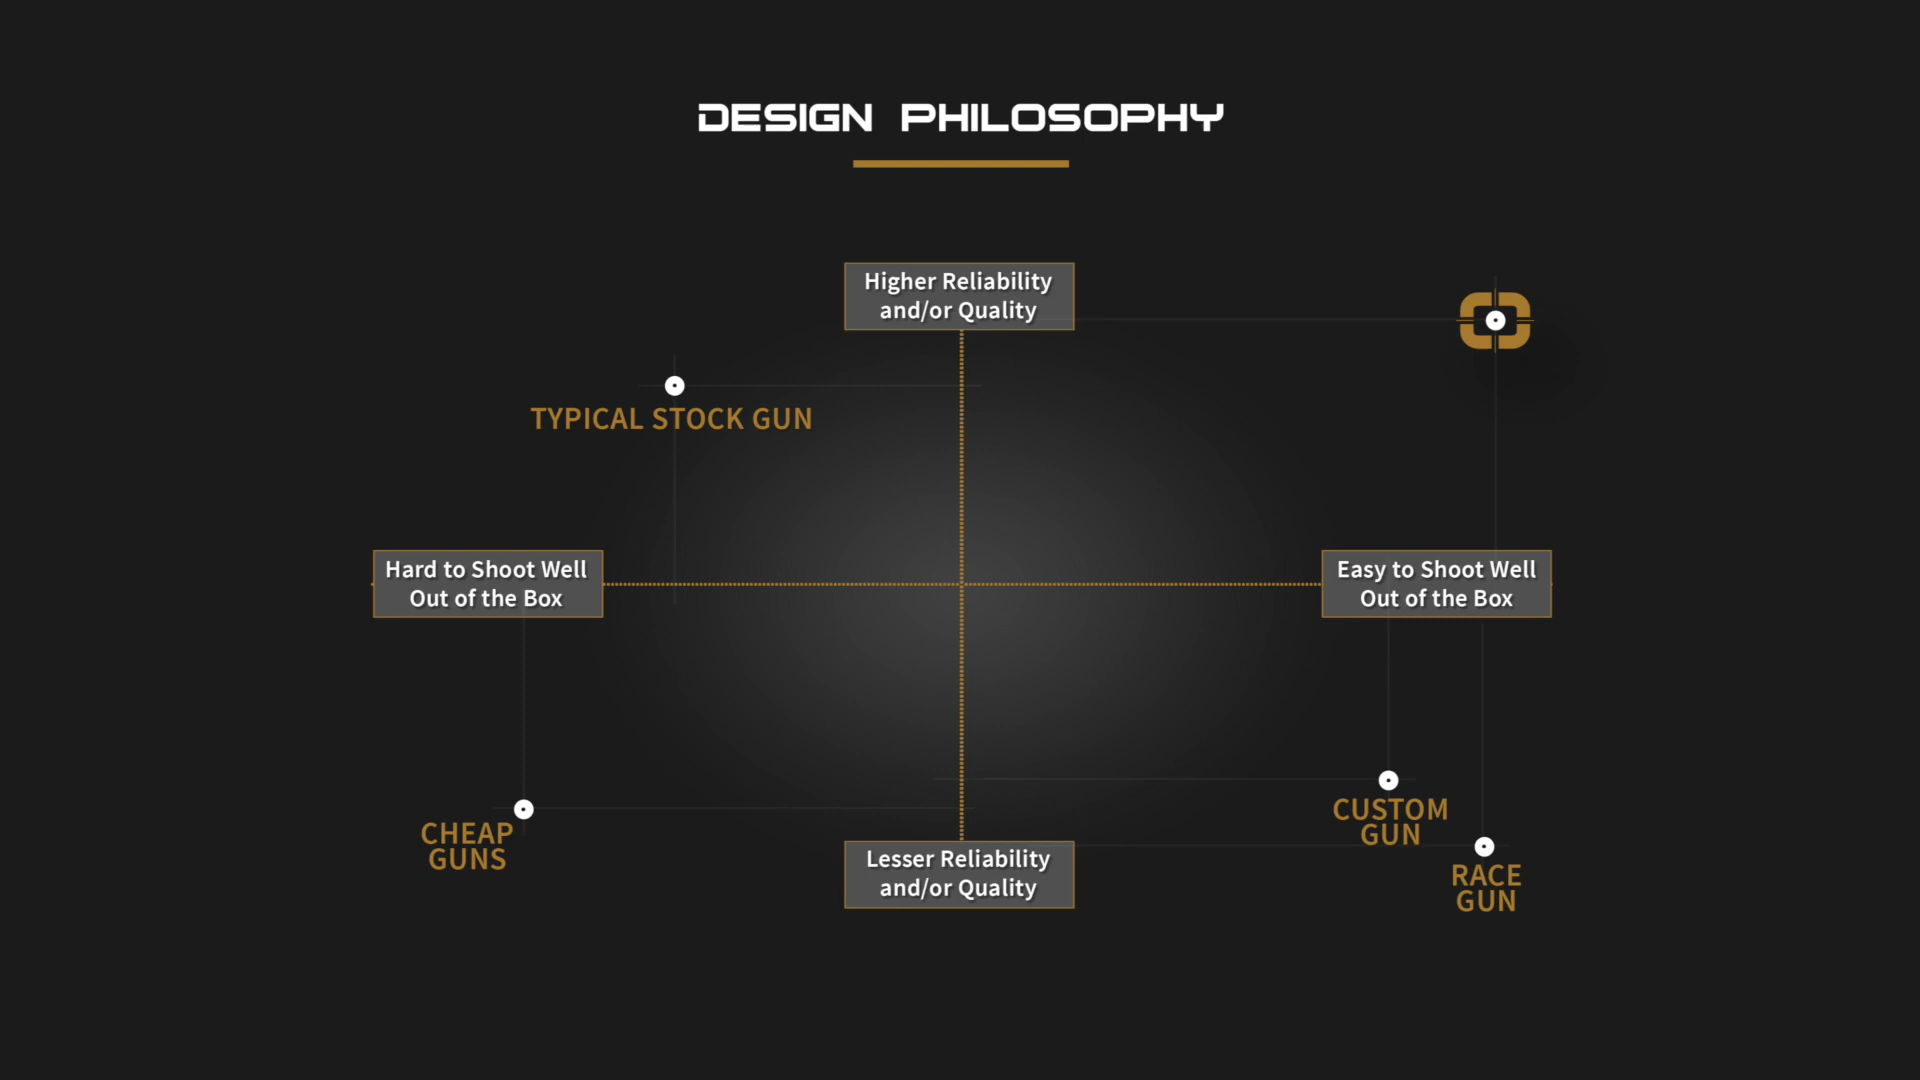 DESIGN PHILOSOPHY
Higher Reliability
and/or Quality
TYPICAL STOCK GUN
Hard to Shoot Well
Out of the Box
Easy to Shoot Well
Out of the Box
CHEAP
GUNS
CUSTOM
GUN
Lesser Reliability
and/or Quality
RACE
GUN